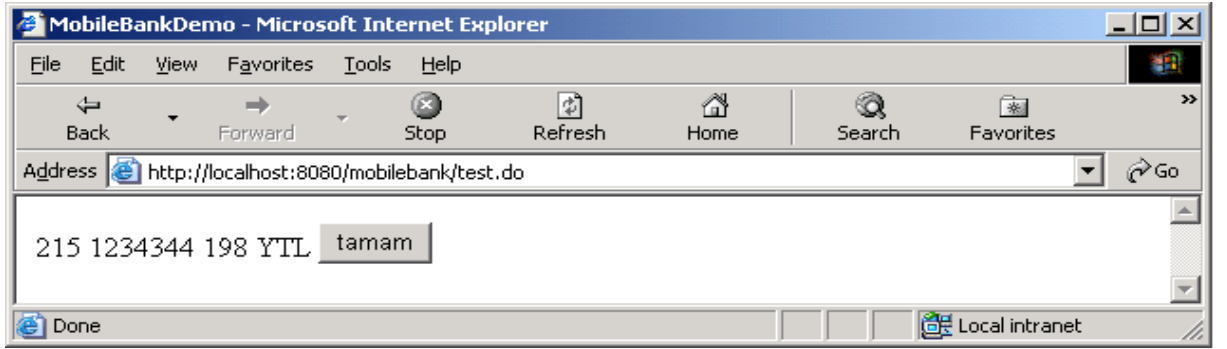 MobileBankDemo - Microsoft Internet Explorer
File Edit View Favorites Tools Help
Back Forward Stop Refresh Home Search Favorites »
Address http://localhost:8080/mobilebank/test.do Go
215 1234344 198 YTL tamam
Done Local intranet